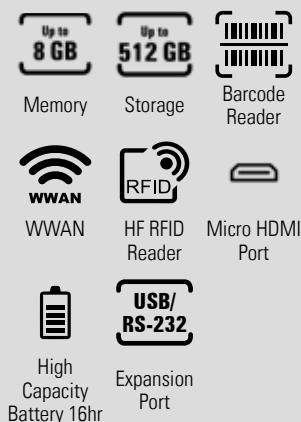 Up to
8 GB
Up to
512 GB
Memory
Storage
Barcode
Reader
WWAN
RFID
WWAN
HF RFID
Reader
Micro HDMI
Port
USB/
RS-232
High
Capacity
Battery 16hr
Expansion
Port